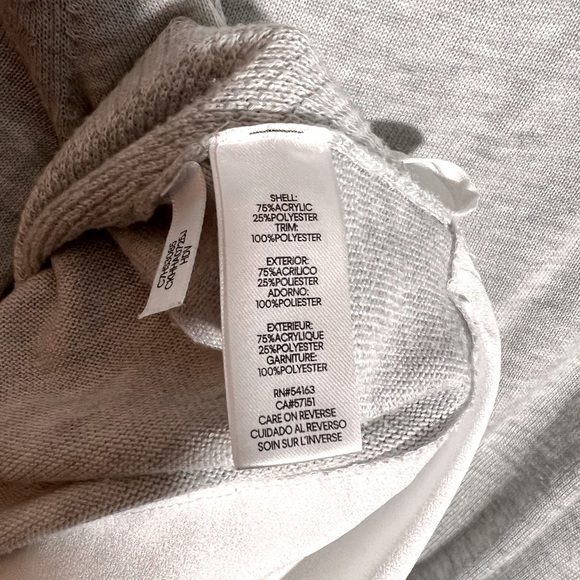 SHELL:
75%ACRYLIC
25%POLYESTER
TRIM:
100%POLYESTER
EXTERIOR:
75%ACRILICO
25%POLIESTER
ADORNO:
100%POLIESTER
EXTERIEUR:
75%ACRYLIQUE
25%POLYESTER
GARNITURE:
100%POLYESTER
RN#54163
CA#57151
CARE ON REVERSE
CUIDADO AL REVERSO
SOIN SUR L'INVERSE
HDN